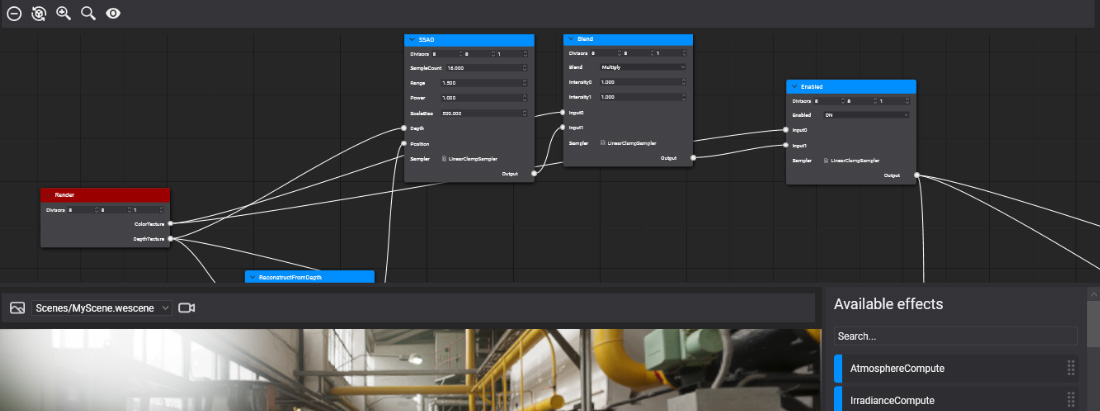 SSAO
Divisors 8 8 1
SampleCount 16.000
Range 1.500
Power 1.000
ScaleBias
Depth
Position
Sampler LinearClampSampler
Output
Blend
Divisors 8 8 1
Blend Multiply
Intensity0 1.000
Intensity1 1.000
Input0
Input1
Sampler LinearClampSampler
Output
Enabled
Divisors 8 8 1
Enabled ON
Input0
Input1
Sampler LinearClampSampler
Output
Render
Divisors 8 8 1
ColorTexture
DepthTexture
ReconstructFromDepth
Scenes/MyScene.wescene
Available effects
Search...
AtmosphereCompute
IrradianceCompute